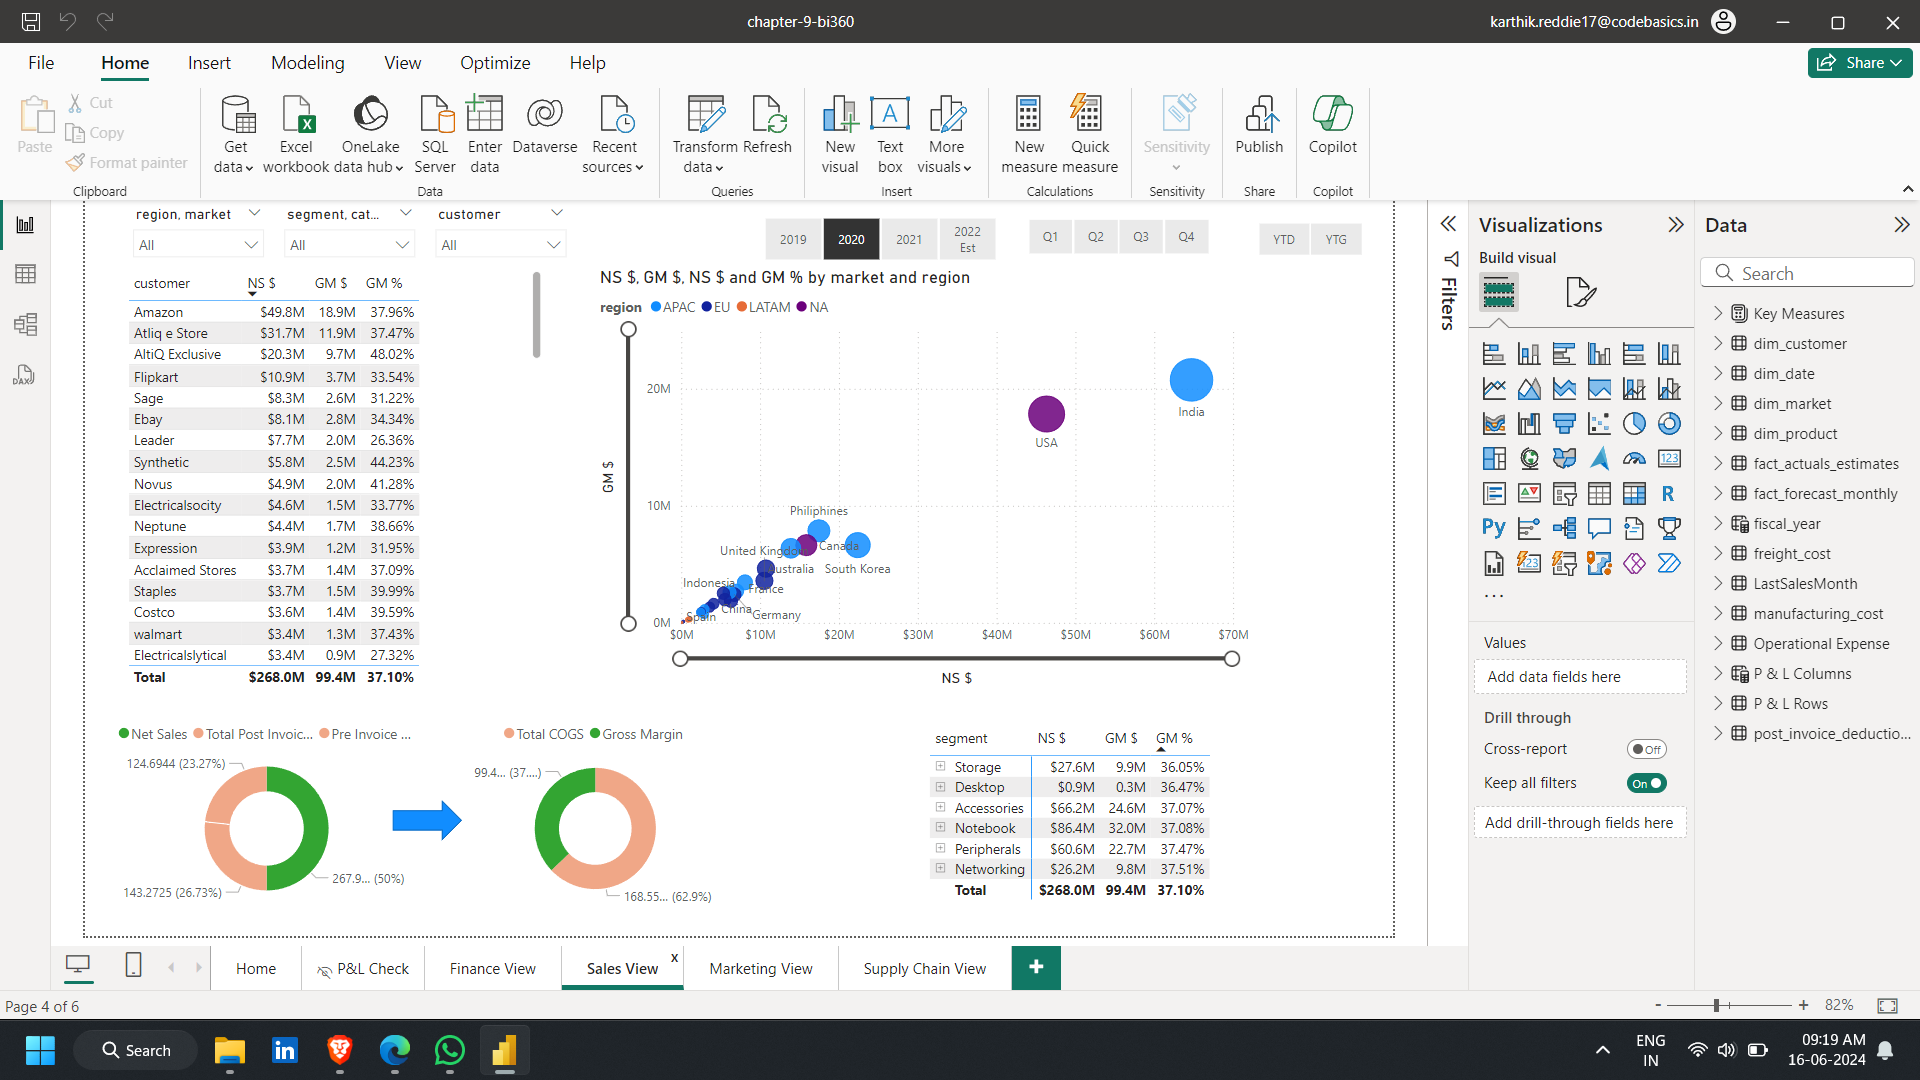 chapter-9-bi360
karthik.reddie17@codebasics.in
File Home Insert Modeling View Optimize Help
Share
Paste
Cut
Copy
Format painter
Clipboard
Get data
Excel workbook
OneLake data hub
SQL Server
Enter data
Dataverse
Recent sources
Data
Transform data
Refresh
Queries
New visual
Text box
More visuals
Insert
New measure
Quick measure
Calculations
Sensitivity
Sensitivity
Publish
Share
Copilot
Copilot
region, market
All
segment, cat...
All
customer
All
2019 2020 2021 2022 Est
Q1 Q2 Q3 Q4
YTD YTG
customer NS $ GM $ GM %
Amazon $49.8M 18.9M 37.96%
Atliq e Store $31.7M 11.9M 37.47%
AltiQ Exclusive $20.3M 9.7M 48.02%
Flipkart $10.9M 3.7M 33.54%
Sage $8.3M 2.6M 31.22%
Ebay $8.1M 2.8M 34.34%
Leader $7.7M 2.0M 26.36%
Synthetic $5.8M 2.5M 44.23%
Novus $4.9M 2.0M 41.28%
Electricalsocity $4.6M 1.5M 33.77%
Neptune $4.4M 1.7M 38.66%
Expression $3.9M 1.2M 31.95%
Acclaimed Stores $3.7M 1.4M 37.09%
Staples $3.7M 1.5M 39.99%
Costco $3.6M 1.4M 39.59%
walmart $3.4M 1.3M 37.43%
Electricalslytical $3.4M 0.9M 27.32%
Total $268.0M 99.4M 37.10%
NS $, GM $, NS $ and GM % by market and region
region APAC EU LATAM NA
GM $
20M
10M
0M
India
USA
Philiphines
United Kingdo
Canada
Australia
South Korea
Indonesia
France
China
Germany
Spain
$0M $10M $20M $30M $40M $50M $60M $70M
NS $
Net Sales Total Post Invoic... Pre Invoice ...
124.6944 (23.27%)
143.2725 (26.73%)
267.9... (50%)
Total COGS Gross Margin
99.4... (37....)
168.55... (62.9%)
segment NS $ GM $ GM %
Storage $27.6M 9.9M 36.05%
Desktop $0.9M 0.3M 36.47%
Accessories $66.2M 24.6M 37.07%
Notebook $86.4M 32.0M 37.08%
Peripherals $60.6M 22.7M 37.47%
Networking $26.2M 9.8M 37.51%
Total $268.0M 99.4M 37.10%
Filters
Visualizations
Build visual
123
R
Py
123
...
Values
Add data fields here
Drill through
Cross-report Off
Keep all filters On
Add drill-through fields here
Data
Search
Key Measures
dim_customer
dim_date
dim_market
dim_product
fact_actuals_estimates
fact_forecast_monthly
fiscal_year
freight_cost
LastSalesMonth
manufacturing_cost
Operational Expense
P & L Columns
P & L Rows
post_invoice_deductio...
DAX
Home P&L Check Finance View Sales View x Marketing View Supply Chain View +
Page 4 of 6
- + 82%
Search
in
ENG
IN
09:19 AM
16-06-2024